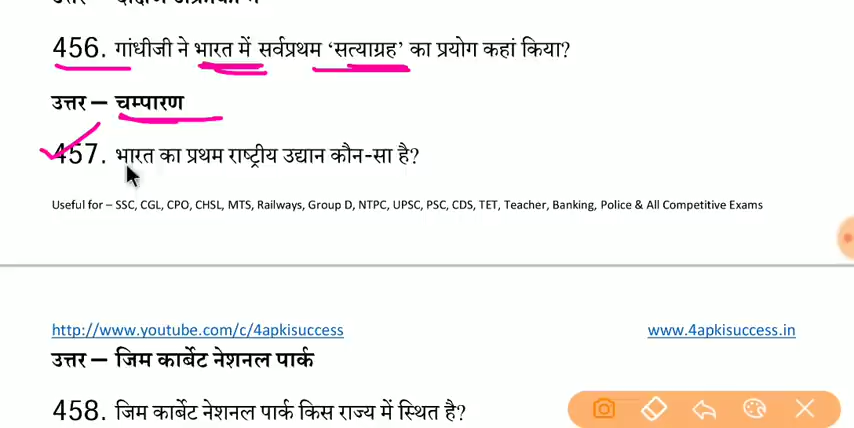 456. गांधीजी ने भारत में सर्वप्रथम ‘सत्याग्रह’ का प्रयोग कहां किया?
उत्तर – चम्पारण
457. भारत का प्रथम राष्ट्रीय उद्यान कौन-सा है?
Useful for – SSC, CGL, CPO, CHSL, MTS, Railways, Group D, NTPC, UPSC, PSC, CDS, TET, Teacher, Banking, Police & All Competitive Exams
http://www.youtube.com/c/4apkisuccess www.4apkisuccess.in
उत्तर – जिम कार्बेट नेशनल पार्क
458. जिम कार्बेट नेशनल पार्क किस राज्य में स्थित है?